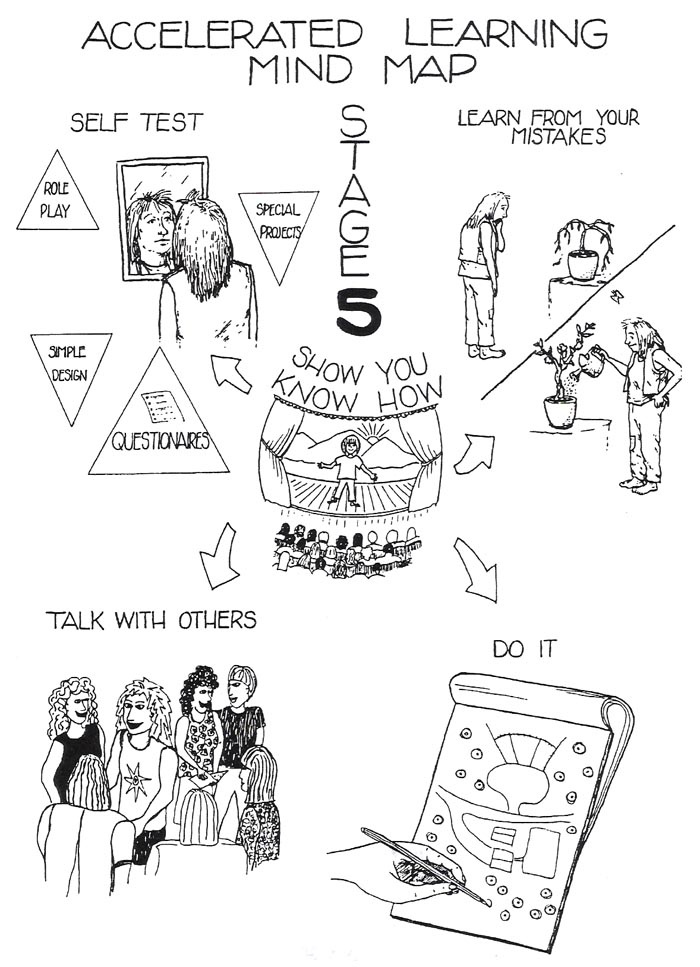 ACCELERATED LEARNING
MIND MAP
STAGE
5
SELF TEST
ROLE
PLAY
SPECIAL
PROJECTS
SIMPLE
DESIGN
QUESTIONAIRES
LEARN FROM YOUR
MISTAKES
SHOW YOU
KNOW HOW
TALK WITH OTHERS
DO IT